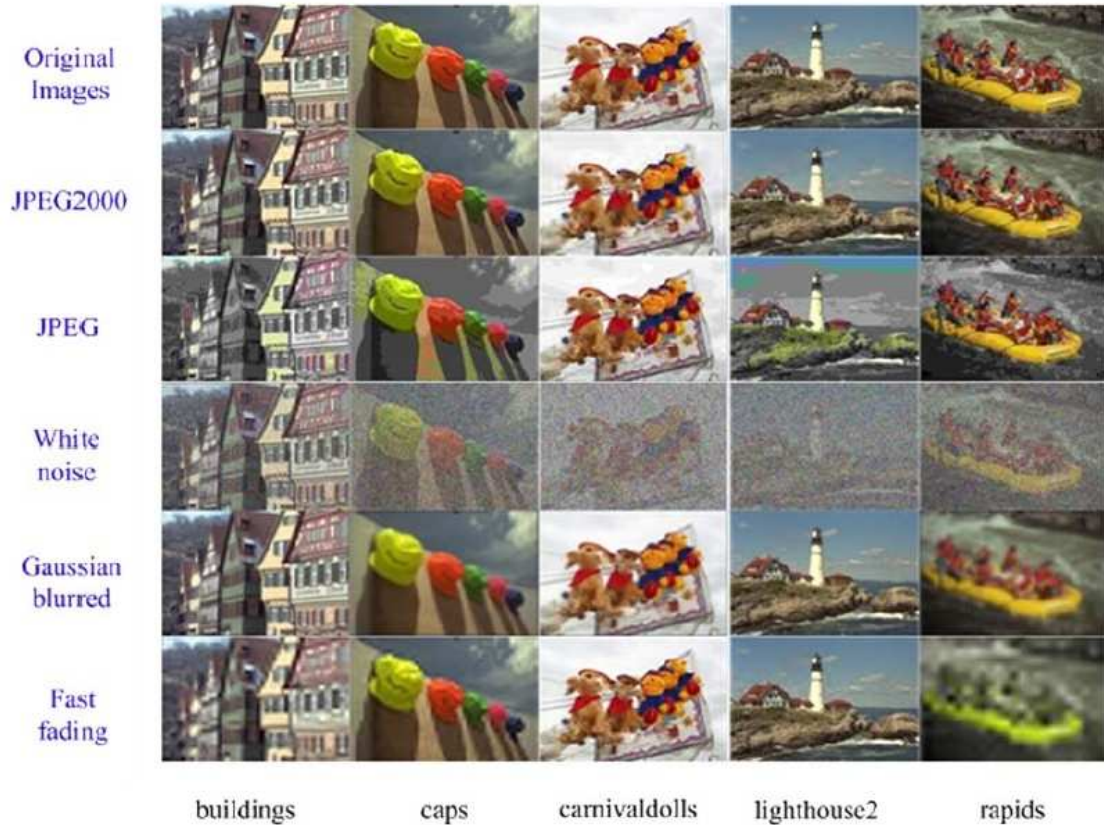 Original
Images
JPEG2000
JPEG
White
noise
Gaussian
blurred
Fast
fading
buildings
caps
carnivaldolls
lighthouse2
rapids